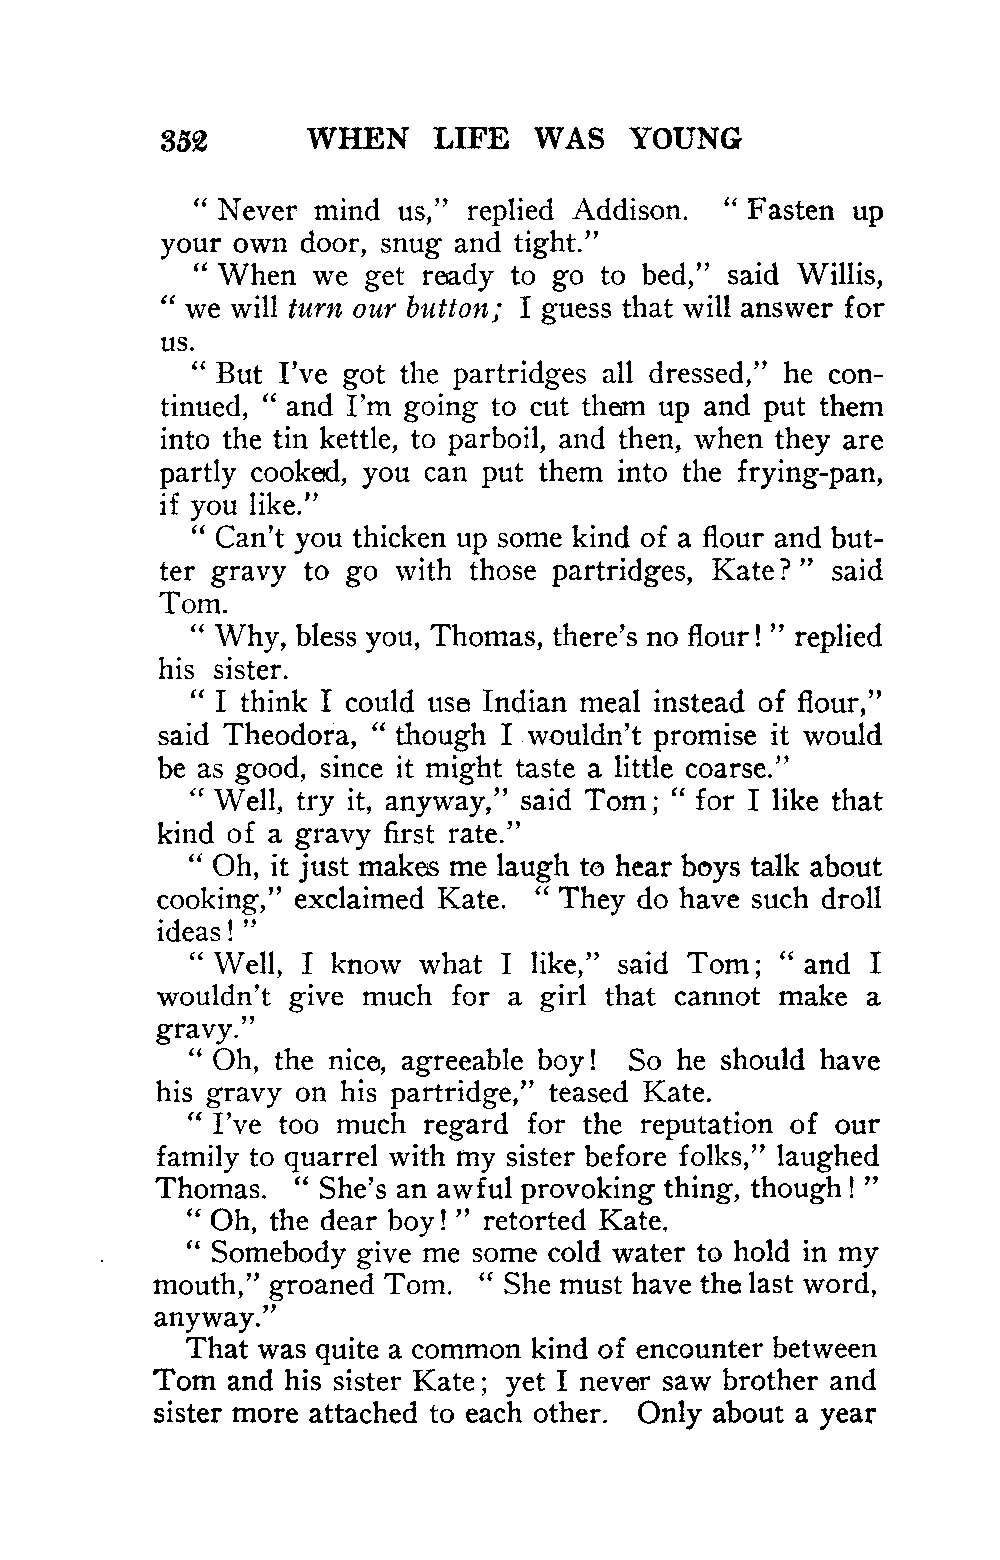 352 WHEN LIFE WAS YOUNG
“ Never mind us,” replied Addison. “ Fasten up
your own door, snug and tight.”
“ When we get ready to go to bed,” said Willis,
“ we will turn our button; I guess that will answer for
us.
“ But I’ve got the partridges all dressed,” he con-
tinued, “ and I’m going to cut them up and put them
into the tin kettle, to parboil, and then, when they are
partly cooked, you can put them into the frying-pan,
if you like.”
“ Can’t you thicken up some kind of a flour and but-
ter gravy to go with those partridges, Kate? ” said
Tom.
“ Why, bless you, Thomas, there’s no flour! ” replied
his sister.
“ I think I could use Indian meal instead of flour,”
said Theodora, “ though I wouldn’t promise it would
be as good, since it might taste a little coarse.”
“ Well, try it, anyway,” said Tom; “ for I like that
kind of a gravy first rate.”
“ Oh, it just makes me laugh to hear boys talk about
cooking,” exclaimed Kate. “ They do have such droll
ideas! ”
“ Well, I know what I like,” said Tom; “ and I
wouldn’t give much for a girl that cannot make a
gravy.”
“ Oh, the nice, agreeable boy! So he should have
his gravy on his partridge,” teased Kate.
“ I’ve too much regard for the reputation of our
family to quarrel with my sister before folks,” laughed
Thomas. “ She’s an awful provoking thing, though! ”
“ Oh, the dear boy! ” retorted Kate.
“ Somebody give me some cold water to hold in my
mouth,” groaned Tom. “ She must have the last word,
anyway.”
That was quite a common kind of encounter between
Tom and his sister Kate; yet I never saw brother and
sister more attached to each other. Only about a year